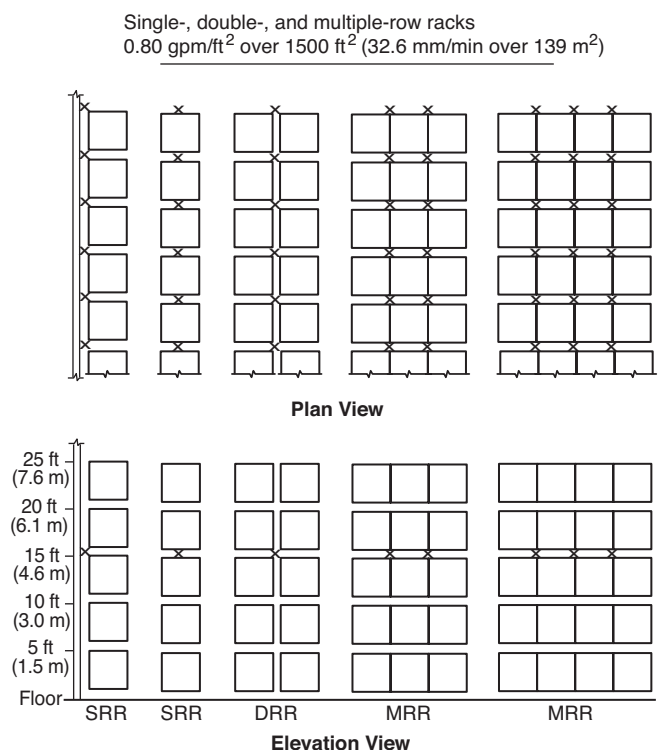 Single-, double-, and multiple-row racks
0.80 gpm/ft² over 1500 ft² (32.6 mm/min over 139 m²)
Plan View
25 ft
(7.6 m)
20 ft
(6.1 m)
15 ft
(4.6 m)
10 ft
(3.0 m)
5 ft
(1.5 m)
Floor
SRR SRR DRR MRR MRR
Elevation View